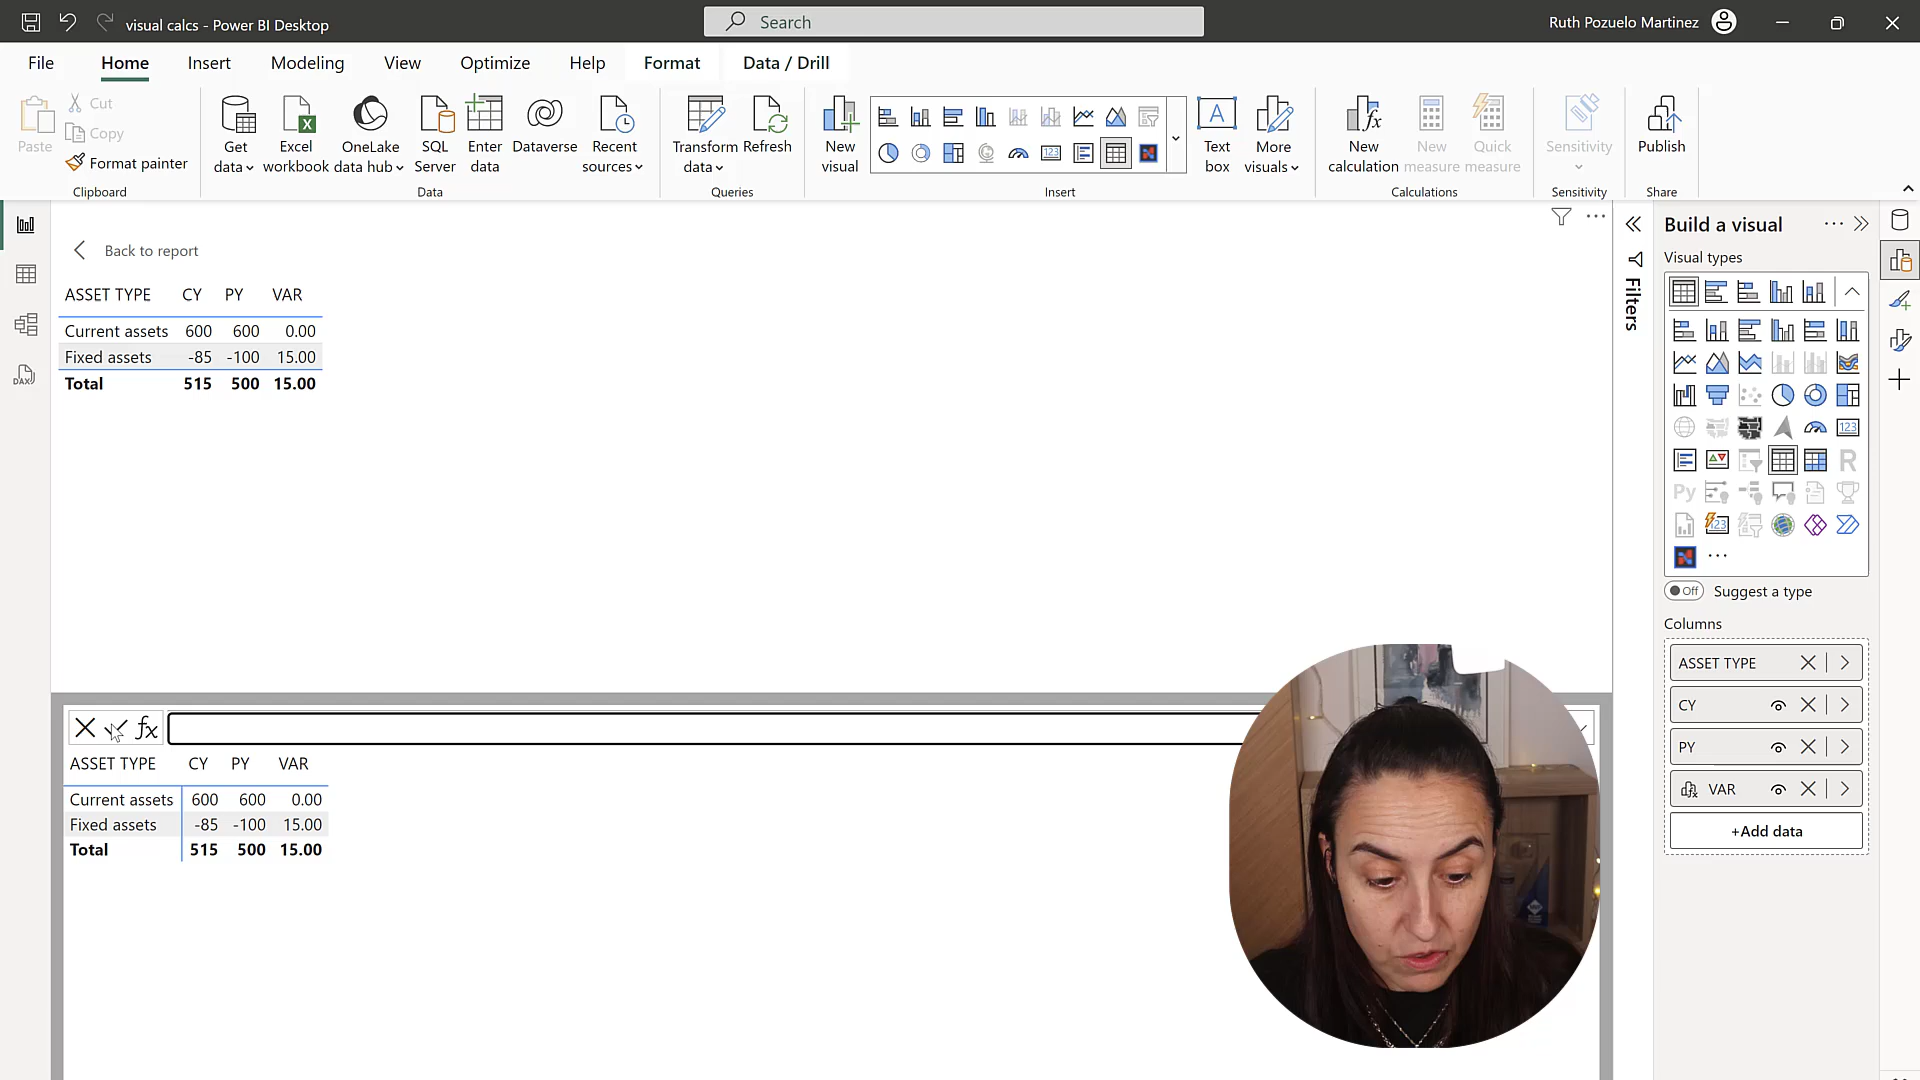 visual calcs - Power BI Desktop
Search
Ruth Pozuelo Martinez
File
Home
Insert
Modeling
View
Optimize
Help
Format
Data / Drill
Paste
Cut
Copy
Format painter
Clipboard
Get data
Excel workbook
OneLake data hub
SQL Server
Enter data
Dataverse
Recent sources
Data
Transform data
Refresh
Queries
New visual
Insert
Text box
More visuals
New calculation
New measure
Quick measure
Calculations
Sensitivity
Sensitivity
Publish
Share
Back to report
ASSET TYPE CY PY VAR
Current assets 600 600 0.00
Fixed assets -85 -100 15.00
Total 515 500 15.00
fx
ASSET TYPE CY PY VAR
Current assets 600 600 0.00
Fixed assets -85 -100 15.00
Total 515 500 15.00
DAX
Filters
Build a visual
Visual types
123
R
Py
123
Off
Suggest a type
Columns
ASSET TYPE
CY
PY
VAR
+Add data